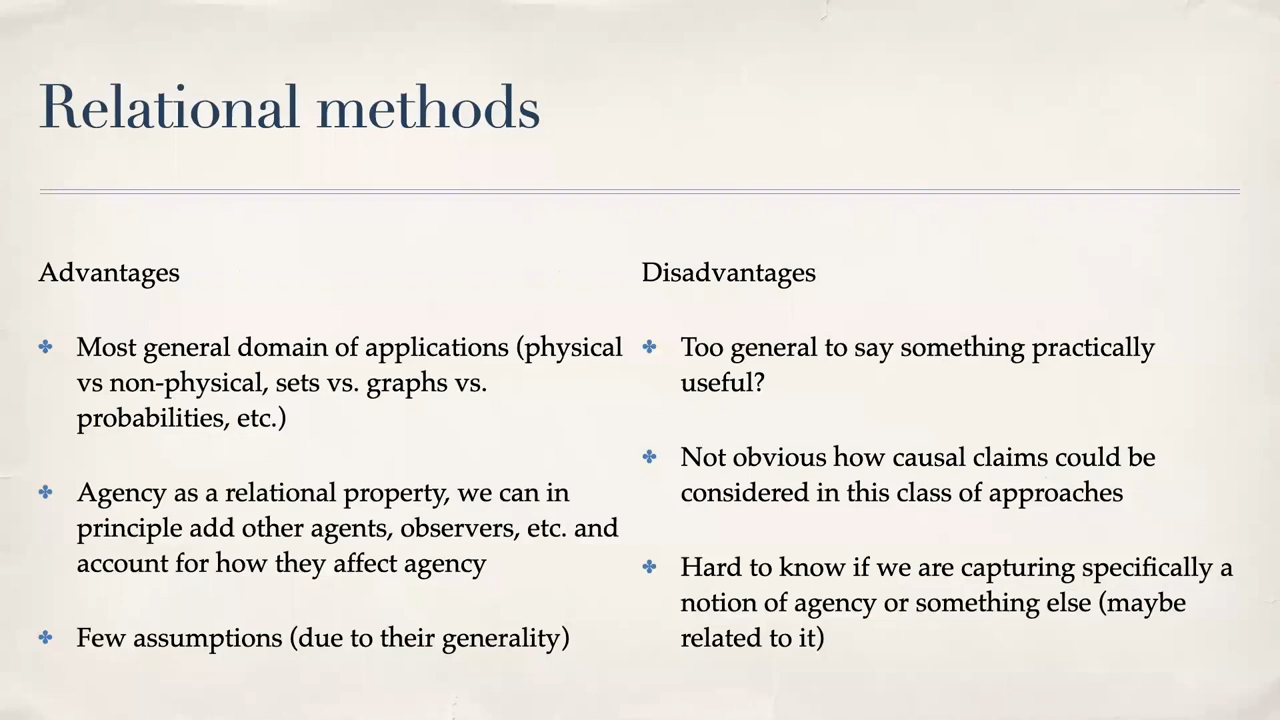 Relational methods
Advantages
Most general domain of applications (physical
vs non-physical, sets vs. graphs vs.
probabilities, etc.)
Agency as a relational property, we can in
principle add other agents, observers, etc. and
account for how they affect agency
Few assumptions (due to their generality)
Disadvantages
Too general to say something practically
useful?
Not obvious how causal claims could be
considered in this class of approaches
Hard to know if we are capturing specifically a
notion of agency or something else (maybe
related to it)